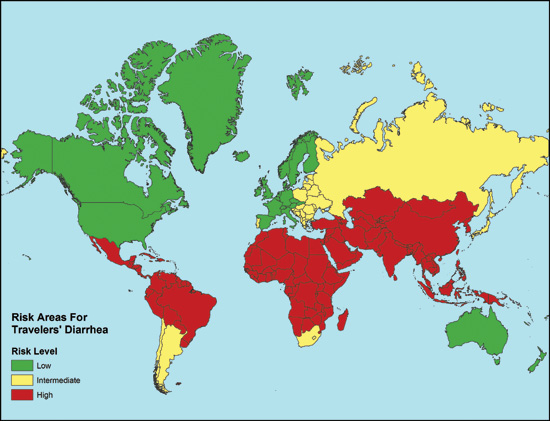 Risk Areas For
Travelers' Diarrhea
Risk Level
Low
Intermediate
High